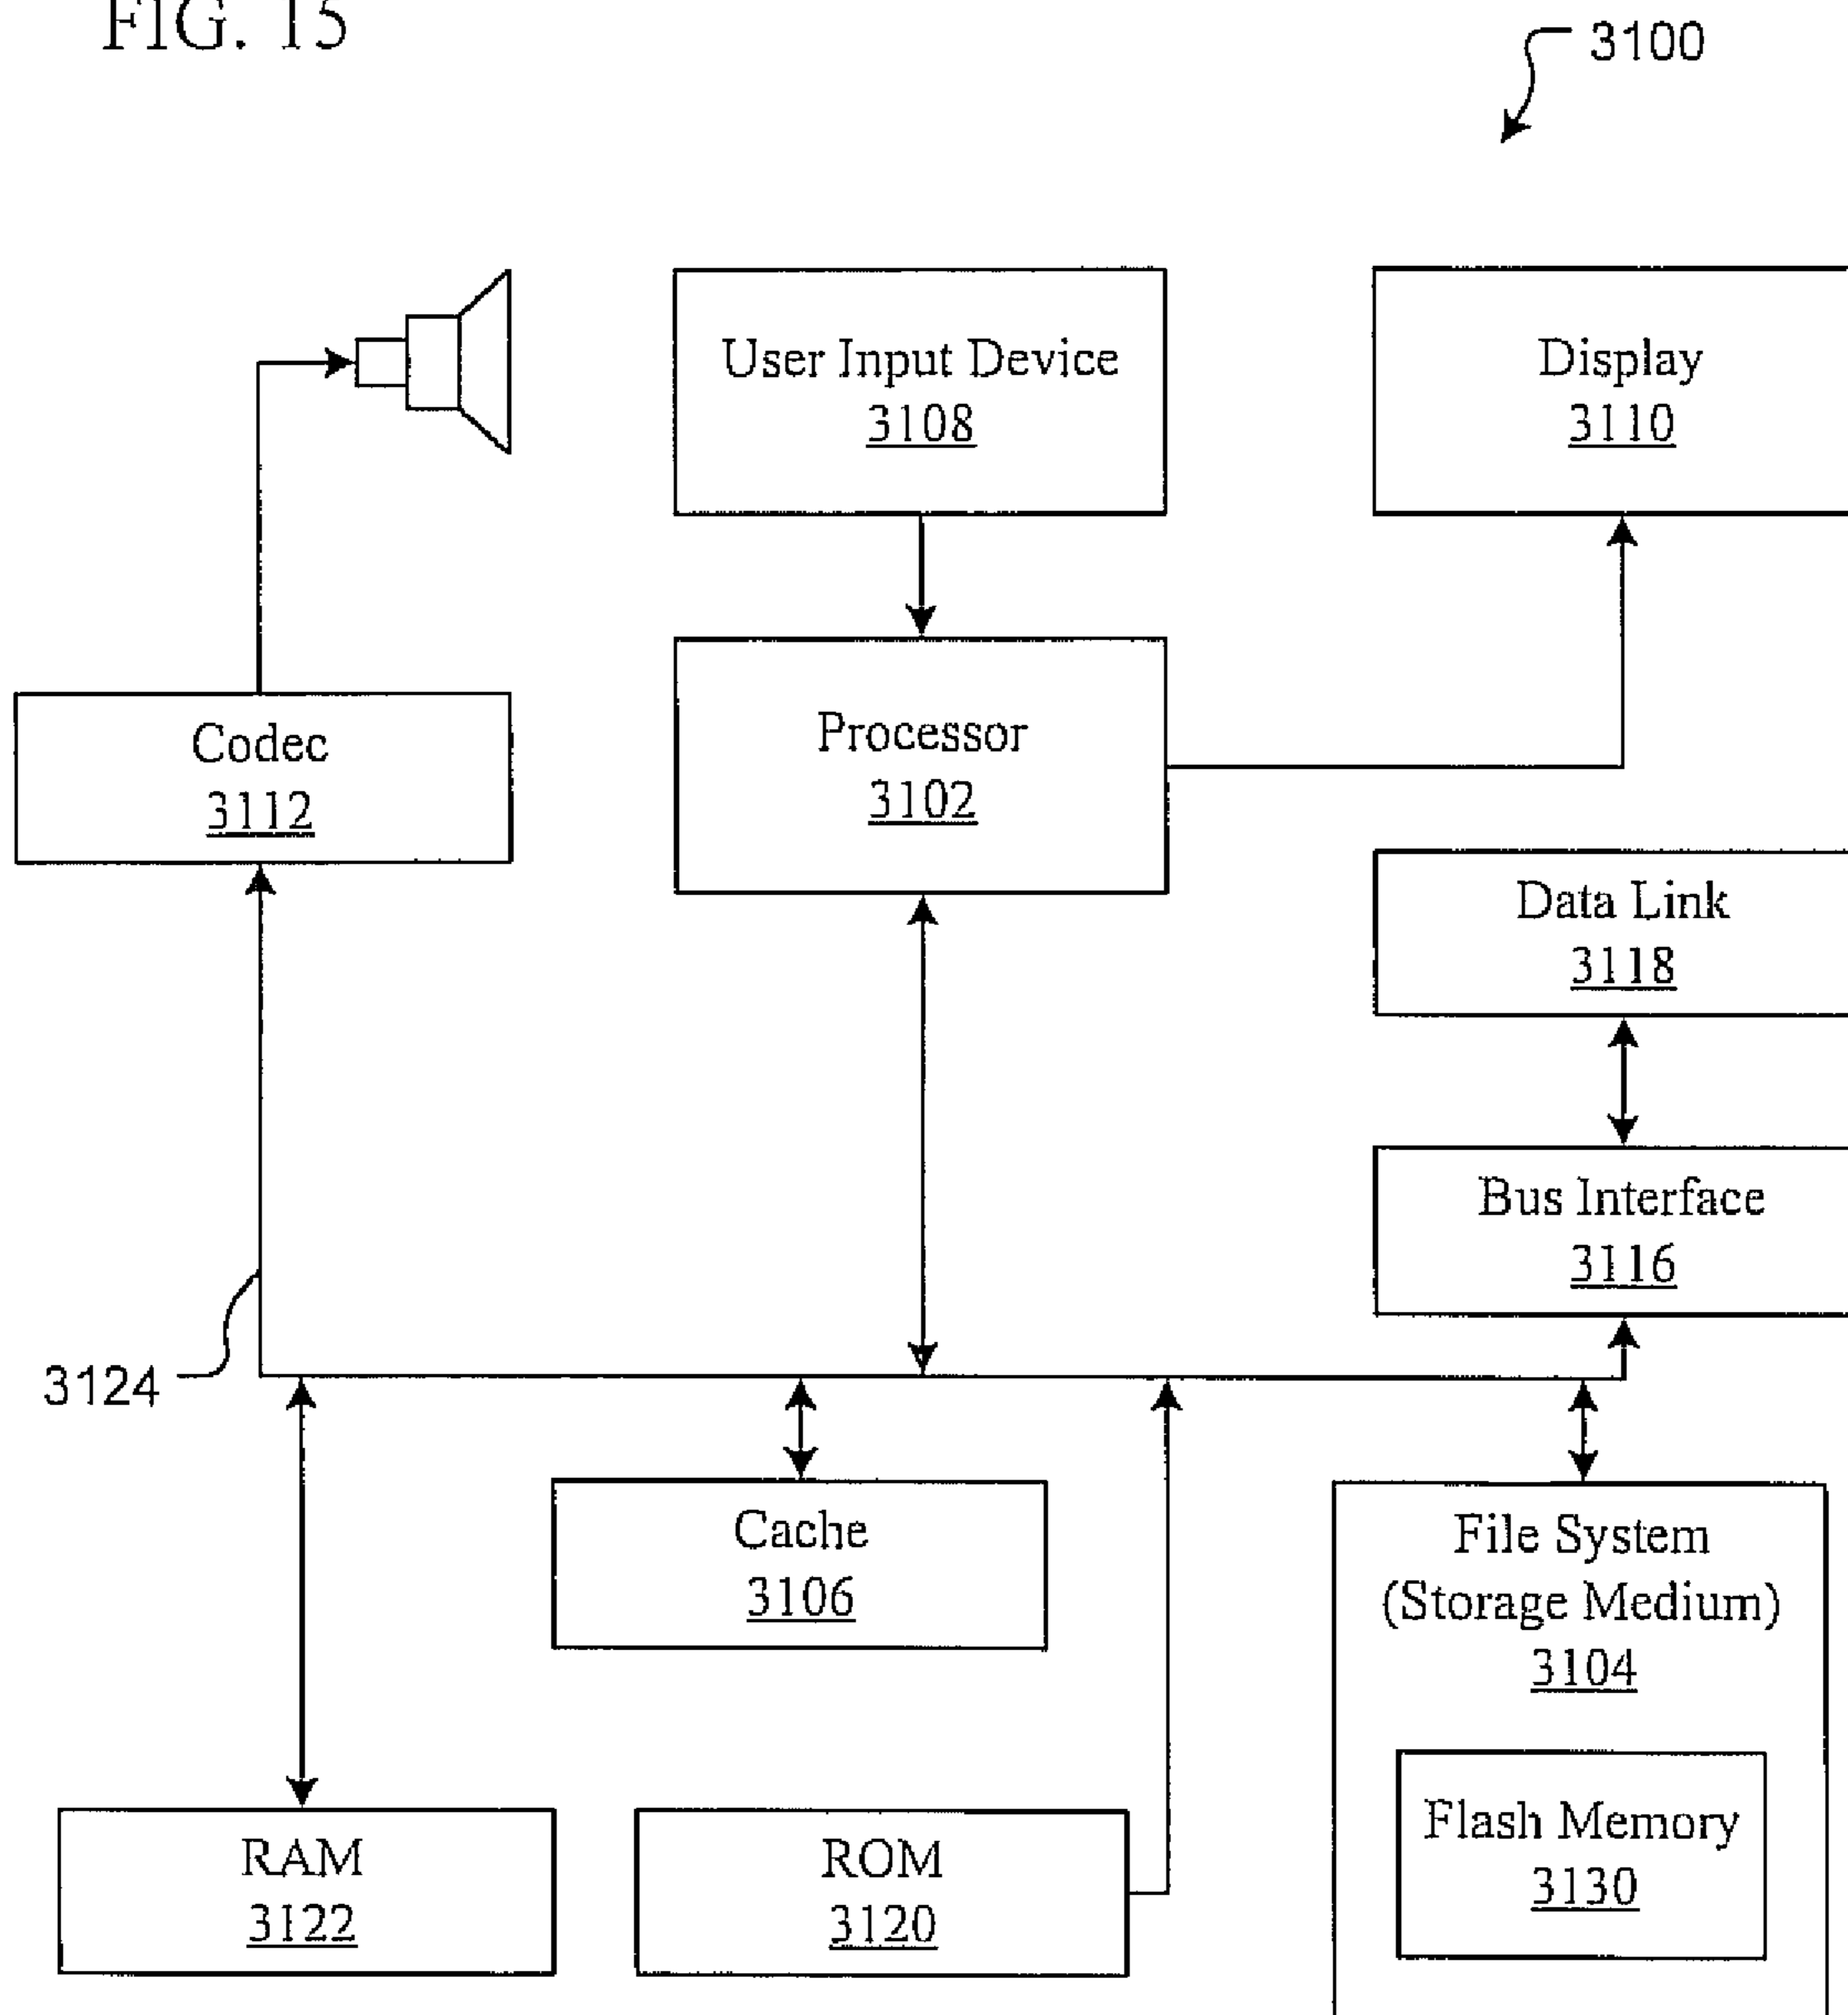 FIG. 15
3100
User Input Device
3108
Display
3110
Codec
3112
Processor
3102
Data Link
3118
Bus Interface
3116
3124
Cache
3106
File System
(Storage Medium)
3104
Flash Memory
3130
RAM
3122
ROM
3120